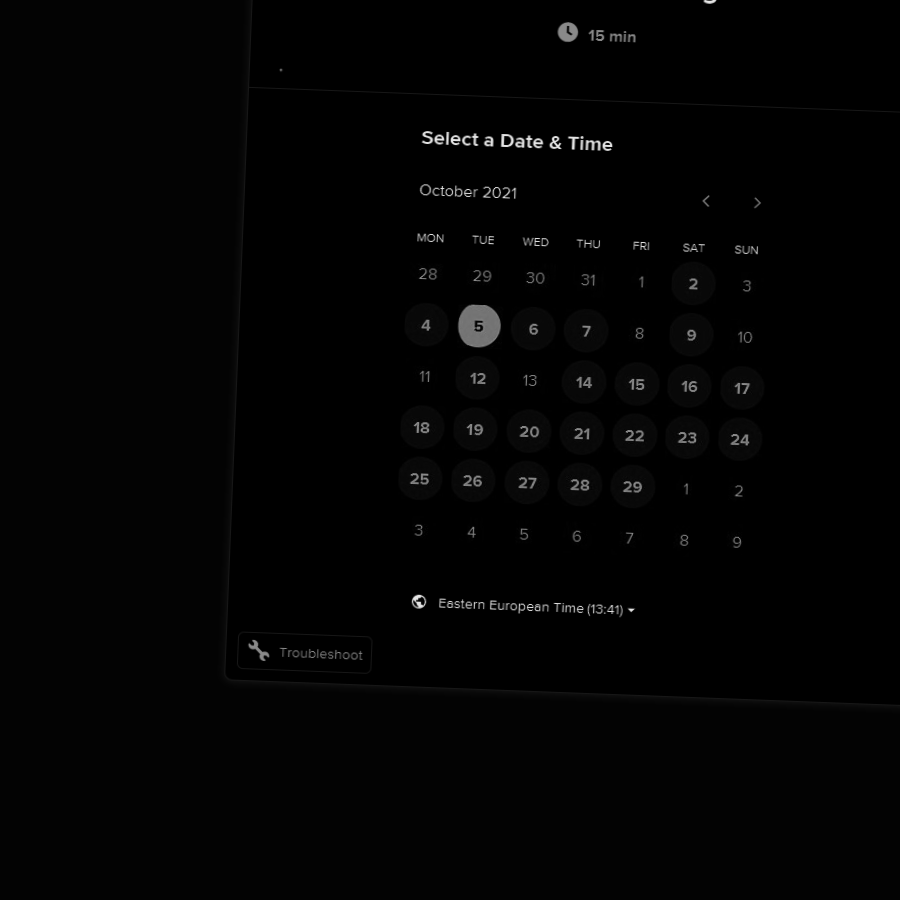 15 min
Select a Date & Time
October 2021
MON TUE WED THU FRI SAT SUN
28 29 30 31 1 2 3
4 5 6 7 8 9 10
11 12 13 14 15 16 17
18 19 20 21 22 23 24
25 26 27 28 29 1 2
3 4 5 6 7 8 9
Eastern European Time (13:41)
Troubleshoot